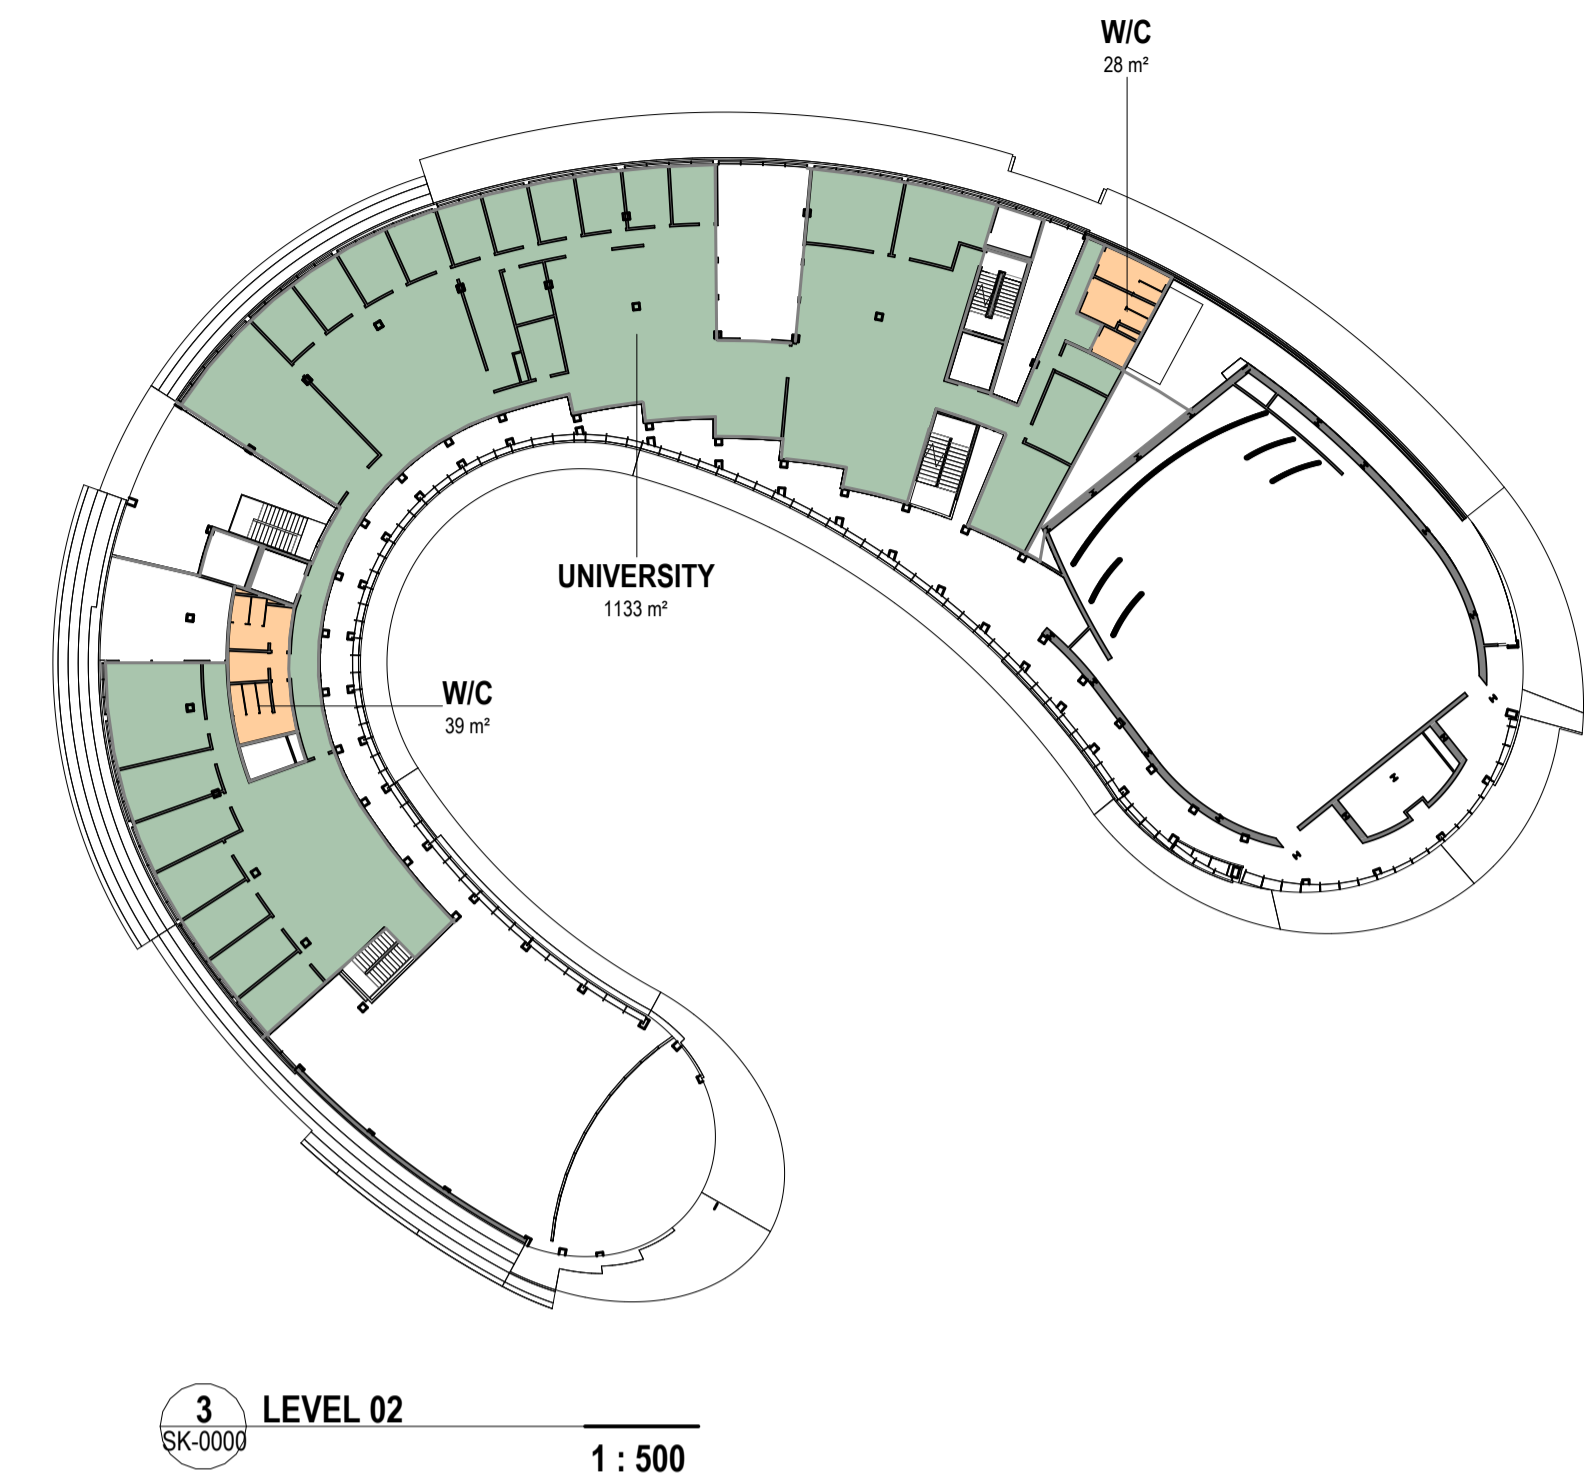 W/C
28 m²
UNIVERSITY
1133 m²
W/C
39 m²
3
SK-0000
LEVEL 02
1 : 500